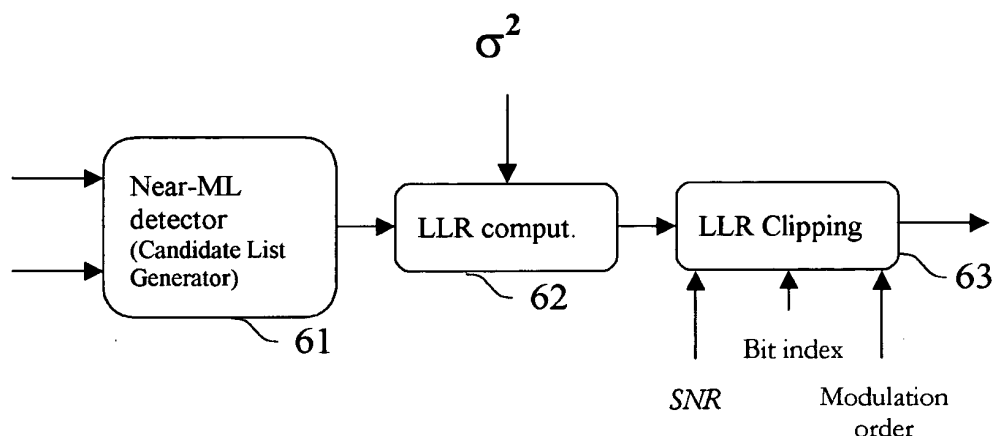 σ²
Near-ML
detector
(Candidate List
Generator)
LLR comput.
LLR Clipping
61
62
63
Bit index
SNR
Modulation
order